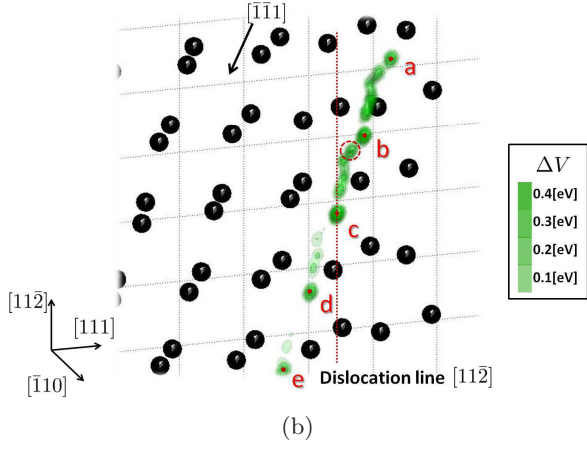 [1̄1̄1]
a
b
c
d
e
ΔV
0.4[eV]
0.3[eV]
0.2[eV]
0.1[eV]
[112̄]
[111]
[1̄10]
Dislocation line [112̄]
(b)